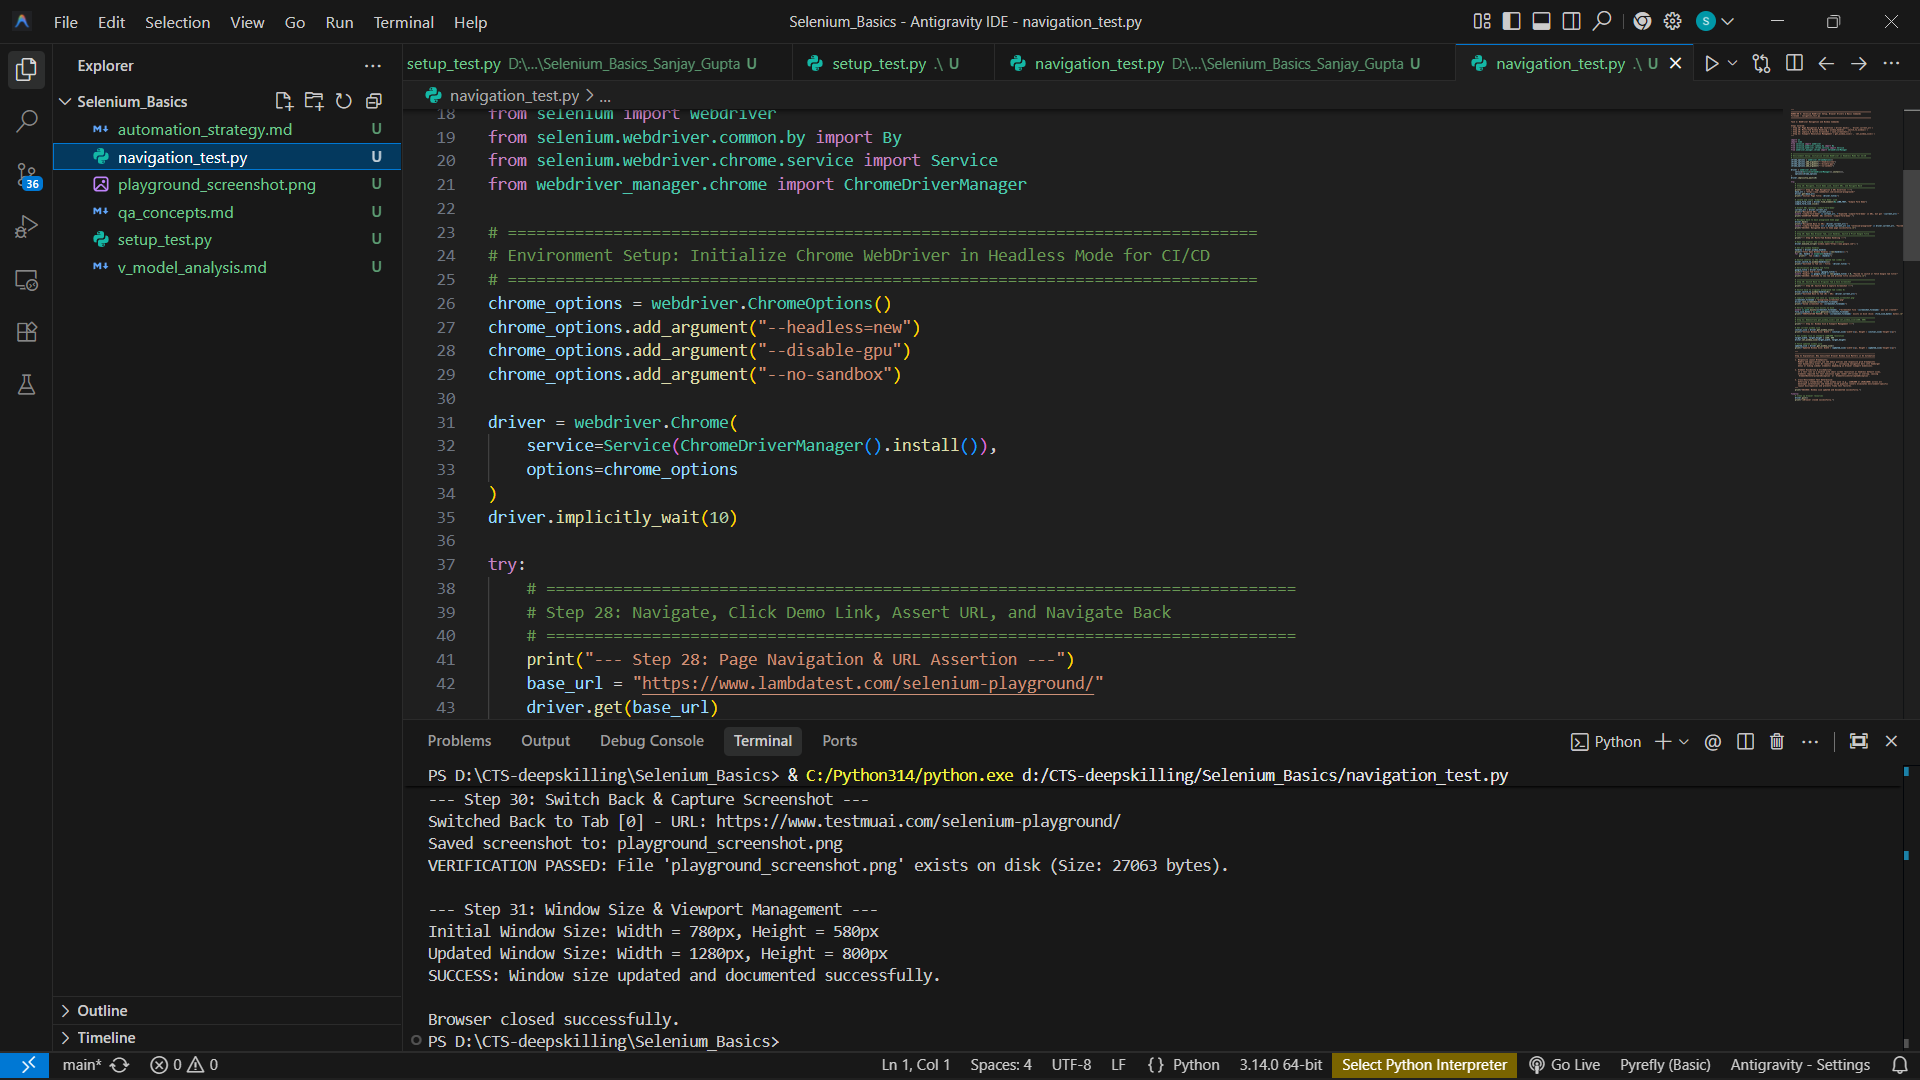 File Edit Selection View Go Run Terminal Help
Selenium_Basics - Antigravity IDE - navigation_test.py
S
Explorer
Selenium_Basics
automation_strategy.md U
navigation_test.py U
playground_screenshot.png U
qa_concepts.md U
setup_test.py U
v_model_analysis.md U
36
Outline
Timeline
setup_test.py D:\...\Selenium_Basics_Sanjay_Gupta U
setup_test.py .\ U
navigation_test.py D:\...\Selenium_Basics_Sanjay_Gupta U
navigation_test.py .\ U
navigation_test.py > ...
18 from selenium import webdriver
19 from selenium.webdriver.common.by import By
20 from selenium.webdriver.chrome.service import Service
21 from webdriver_manager.chrome import ChromeDriverManager
22
23 # ==============================================================================
24 # Environment Setup: Initialize Chrome WebDriver in Headless Mode for CI/CD
25 # ==============================================================================
26 chrome_options = webdriver.ChromeOptions()
27 chrome_options.add_argument("--headless=new")
28 chrome_options.add_argument("--disable-gpu")
29 chrome_options.add_argument("--no-sandbox")
30
31 driver = webdriver.Chrome(
32     service=Service(ChromeDriverManager().install()),
33     options=chrome_options
34 )
35 driver.implicitly_wait(10)
36
37 try:
38     # ==============================================================================
39     # Step 28: Navigate, Click Demo Link, Assert URL, and Navigate Back
40     # ==============================================================================
41     print("--- Step 28: Page Navigation & URL Assertion ---")
42     base_url = "https://www.lambdatest.com/selenium-playground/"
43     driver.get(base_url)
Problems Output Debug Console Terminal Ports
Python
PS D:\CTS-deepskilling\Selenium_Basics> & C:/Python314/python.exe d:/CTS-deepskilling/Selenium_Basics/navigation_test.py
--- Step 30: Switch Back & Capture Screenshot ---
Switched Back to Tab [0] - URL: https://www.testmuai.com/selenium-playground/
Saved screenshot to: playground_screenshot.png
VERIFICATION PASSED: File 'playground_screenshot.png' exists on disk (Size: 27063 bytes).
--- Step 31: Window Size & Viewport Management ---
Initial Window Size: Width = 780px, Height = 580px
Updated Window Size: Width = 1280px, Height = 800px
SUCCESS: Window size updated and documented successfully.
Browser closed successfully.
PS D:\CTS-deepskilling\Selenium_Basics>
main* 0 0
Ln 1, Col 1 Spaces: 4 UTF-8 LF {} Python 3.14.0 64-bit Select Python Interpreter Go Live Pyrefly (Basic) Antigravity - Settings